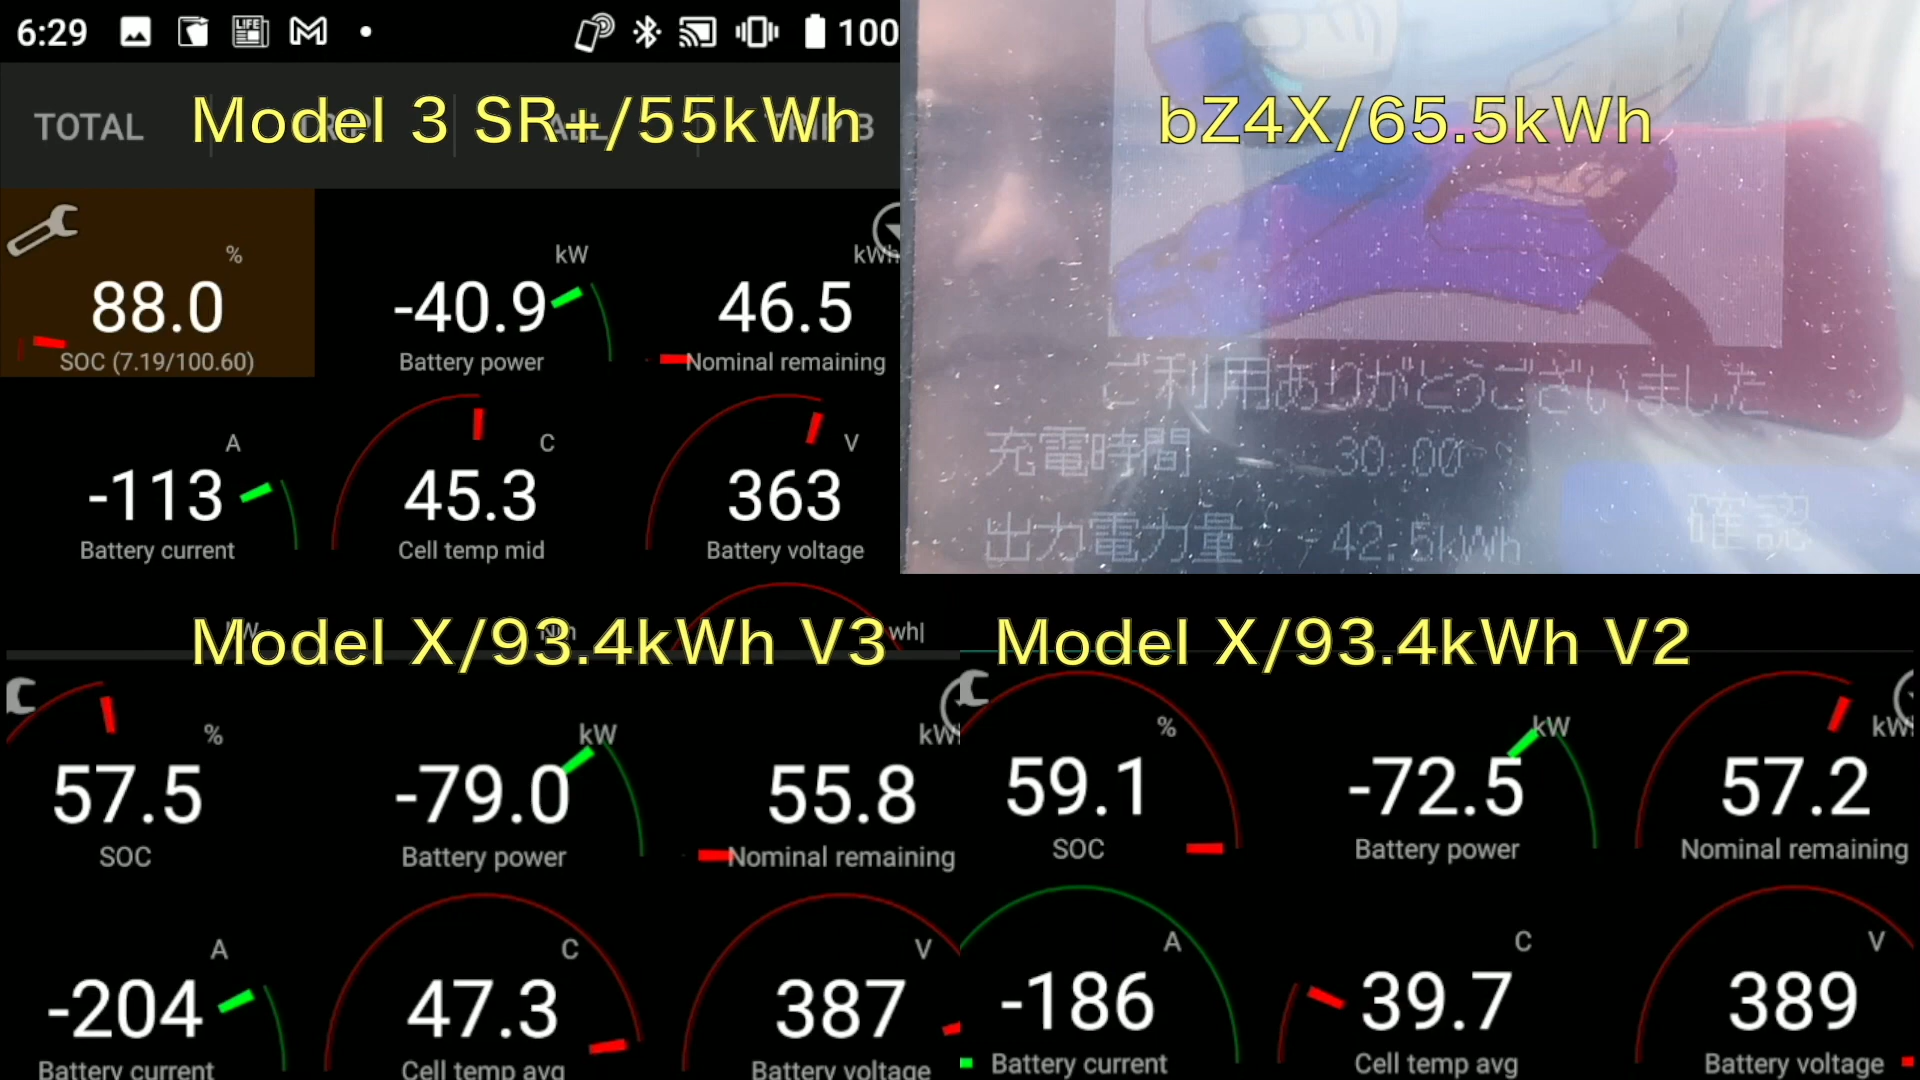 6:29 LIFE 100
TOTAL
Model 3 SR+/55kWh
bZ4X/65.5kWh
%
88.0
SOC (7.19/100.60)
kW
-40.9
Battery power
kWh
46.5
Nominal remaining
A
-113
Battery current
C
45.3
Cell temp mid
V
363
Battery voltage
ご利用ありがとうございました
充電時間 30.00
出力電力量 42.5kWh
確認
Model X/93.4kWh V3
Model X/93.4kWh V2
%
57.5
SOC
kW
-79.0
Battery power
kW
55.8
Nominal remaining
A
-204
Battery current
C
47.3
Cell temp avg
V
387
Battery voltage
%
59.1
SOC
kW
-72.5
Battery power
kW
57.2
Nominal remaining
A
-186
Battery current
C
39.7
Cell temp avg
V
389
Battery voltage